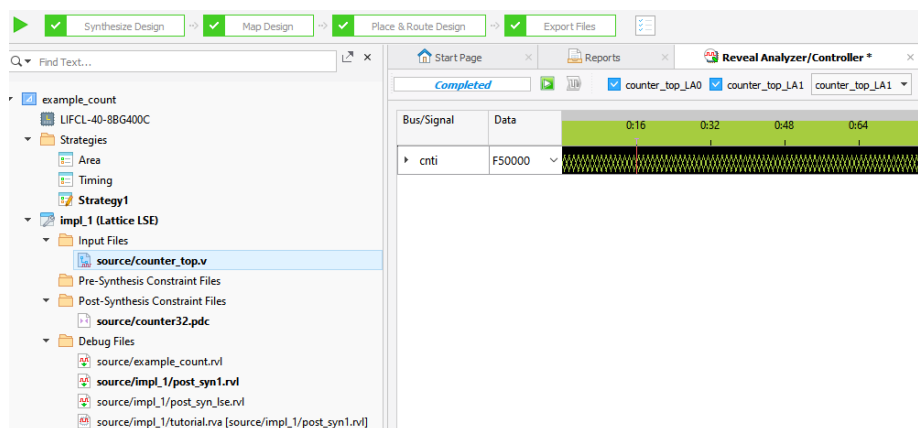 Synthesize Design Map Design Place & Route Design Export Files
Find Text...
example_count
LIFCL-40-8BG400C
Strategies
Area
Timing
Strategy1
impl_1 (Lattice LSE)
Input Files
source/counter_top.v
Pre-Synthesis Constraint Files
Post-Synthesis Constraint Files
source/counter32.pdc
Debug Files
source/example_count.rvl
source/impl_1/post_syn1.rvl
source/impl_1/post_syn_lse.rvl
source/impl_1/tutorial.rva [source/impl_1/post_syn1.rvl]
Start Page Reports Reveal Analyzer/Controller *
Completed counter_top_LA0 counter_top_LA1 counter_top_LA1
Bus/Signal Data 0:16 0:32 0:48 0:64
cnti F50000